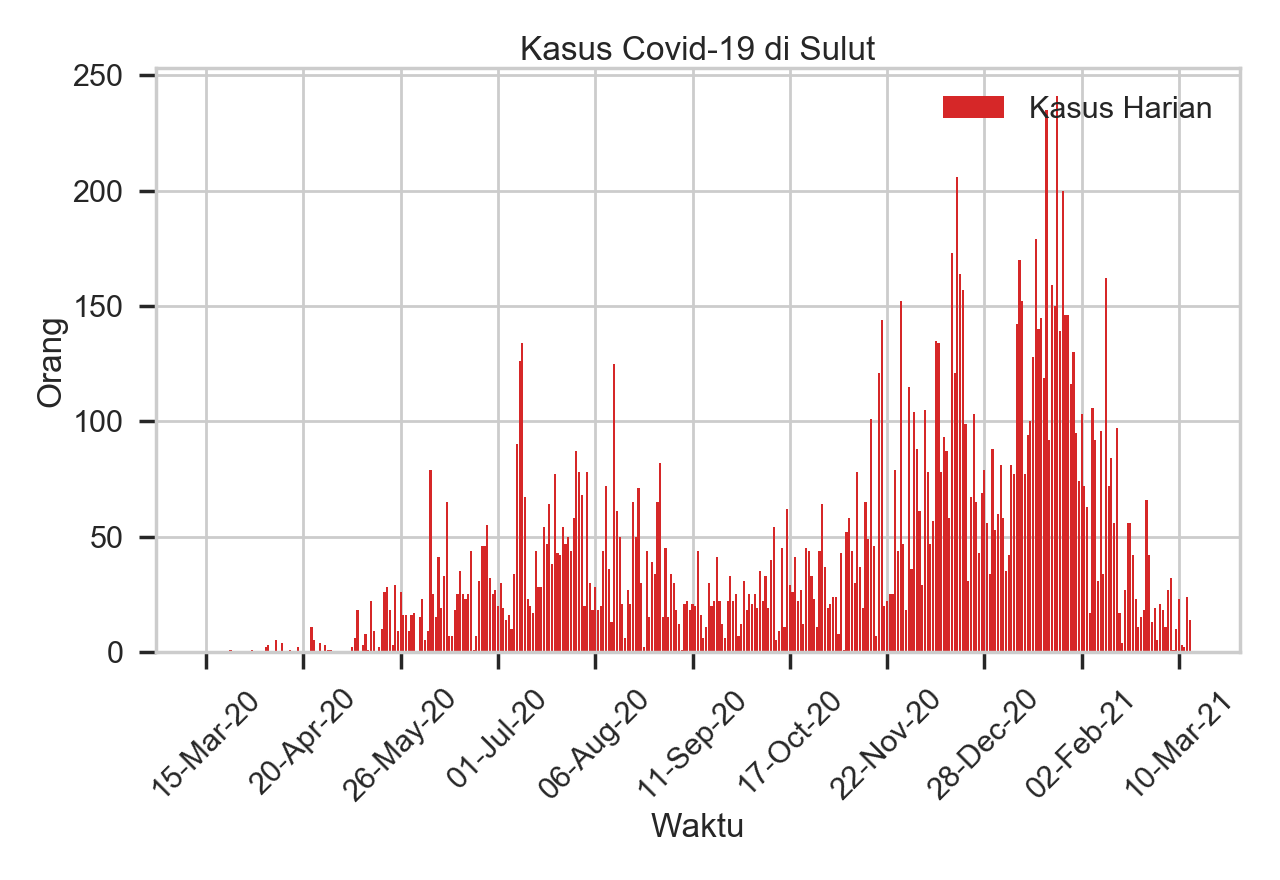 Kasus Covid-19 di Sulut
Kasus Harian
Orang
250
200
150
100
50
0
15-Mar-20
20-Apr-20
26-May-20
01-Jul-20
06-Aug-20
11-Sep-20
17-Oct-20
22-Nov-20
28-Dec-20
02-Feb-21
10-Mar-21
Waktu